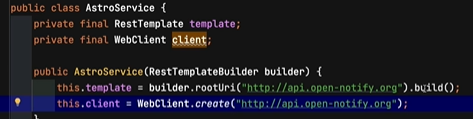 public class AstroService {
private final RestTemplate template;
private final WebClient client;
public AstroService(RestTemplateBuilder builder) {
this.template = builder.rootUri("http://api.open-notify.org").build();
this.client = WebClient.create("http://api.open-notify.org");
}